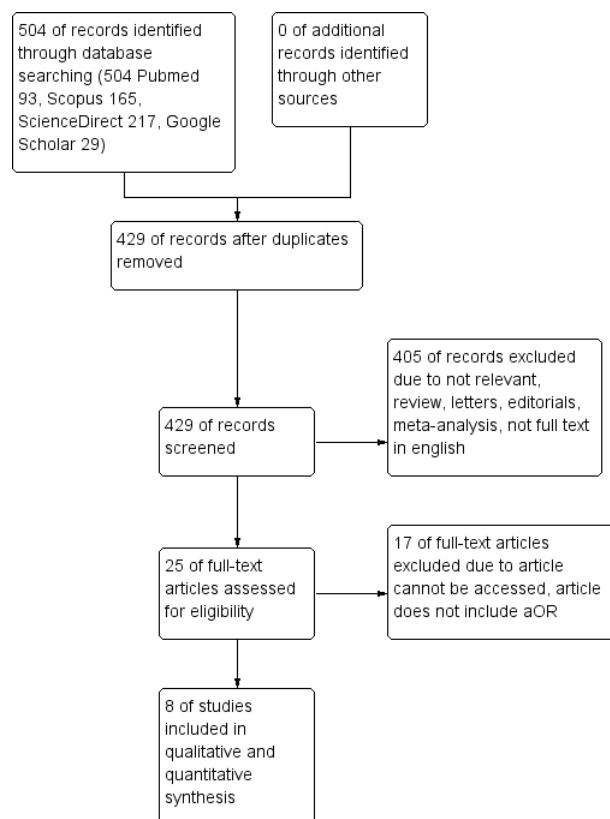 504 of records identified
through database
searching (504 Pubmed
93, Scopus 165,
ScienceDirect 217, Google
Scholar 29)
0 of additional
records identified
through other
sources
429 of records after duplicates
removed
429 of records
screened
405 of records excluded
due to not relevant,
review, letters, editorials,
meta-analysis, not full text
in english
25 of full-text
articles assessed
for eligibility
17 of full-text articles
excluded due to article
cannot be accessed, article
does not include aOR
8 of studies
included in
qualitative and
quantitative
synthesis